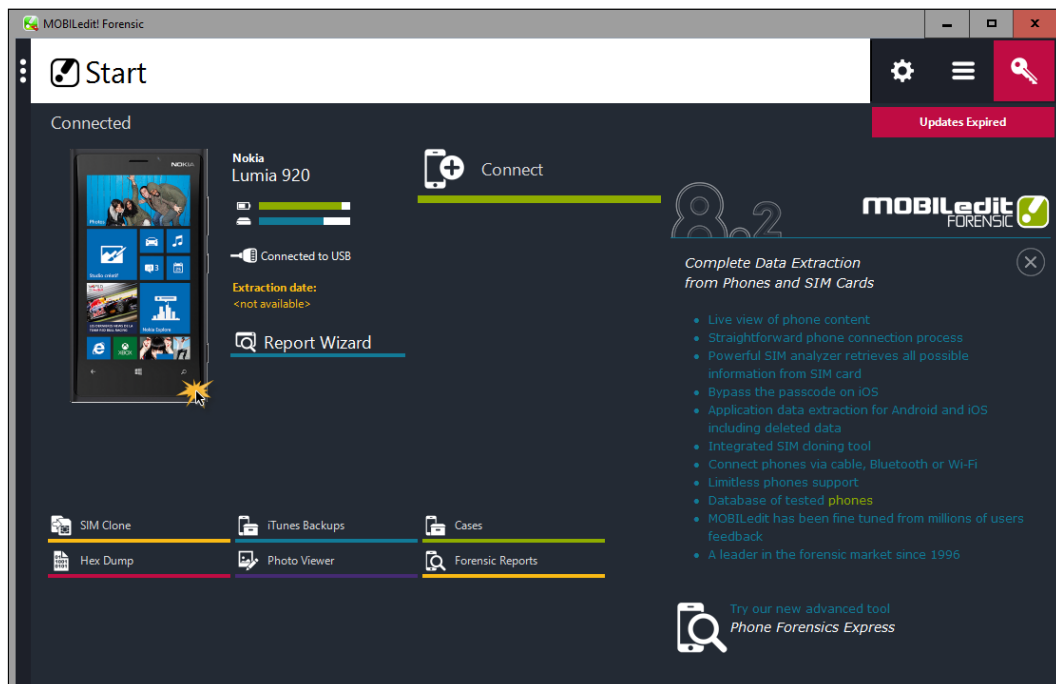 MOBILedit! Forensic
Start
Updates Expired
Connected
NOKIA
Photos
Nokia
Lumia 920
Connected to USB
Extraction date:
<not available>
Report Wizard
Connect
8.2
MOBILedit
FORENSIC
Complete Data Extraction
from Phones and SIM Cards
Live view of phone content
Straightforward phone connection process
Powerful SIM analyzer retrieves all possible
information from SIM card
Bypass the passcode on iOS
Application data extraction for Android and iOS
including deleted data
Integrated SIM cloning tool
Connect phones via cable, Bluetooth or Wi-Fi
Limitless phones support
Database of tested phones
MOBILedit has been fine tuned from millions of users
feedback
A leader in the forensic market since 1996
SIM Clone
iTunes Backups
Cases
Hex Dump
Photo Viewer
Forensic Reports
Try our new advanced tool
Phone Forensics Express